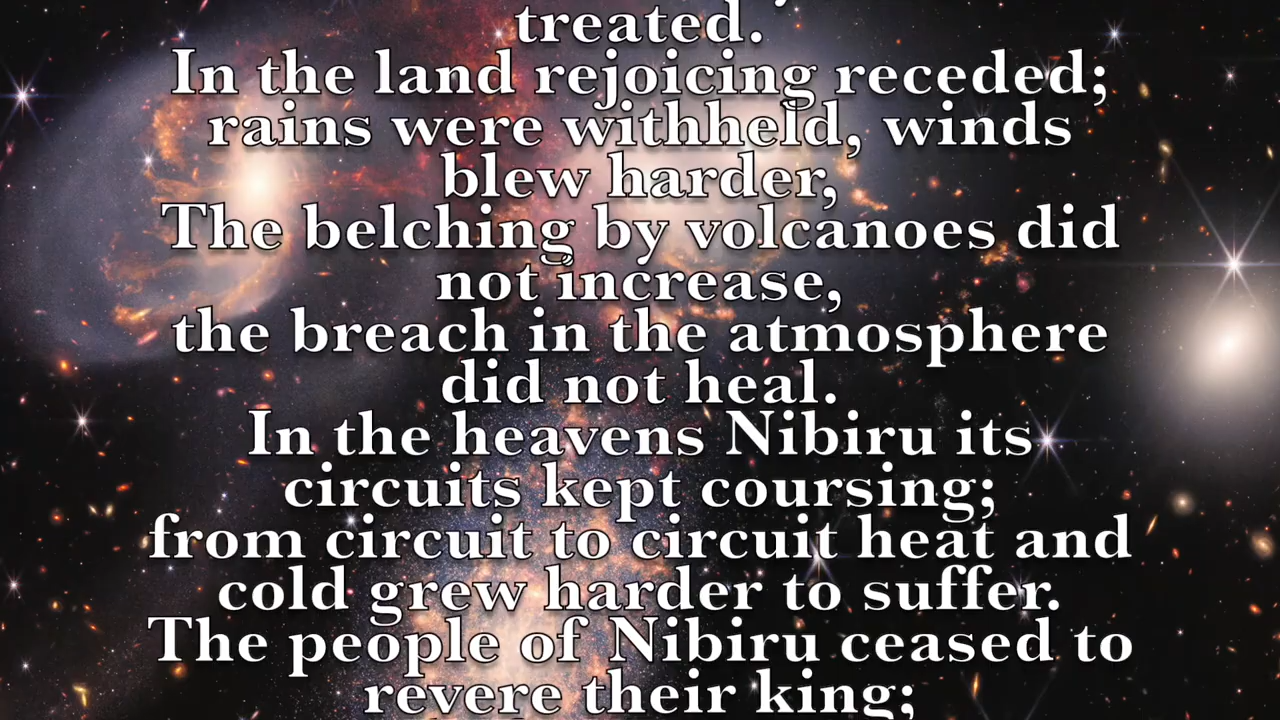 treated.
In the land rejoicing receded;
rains were withheld, winds
blew harder,
The belching by volcanoes did
not increase,
the breach in the atmosphere
did not heal.
In the heavens Nibiru its
circuits kept coursing;
from circuit to circuit heat and
cold grew harder to suffer.
The people of Nibiru ceased to
revere their king;